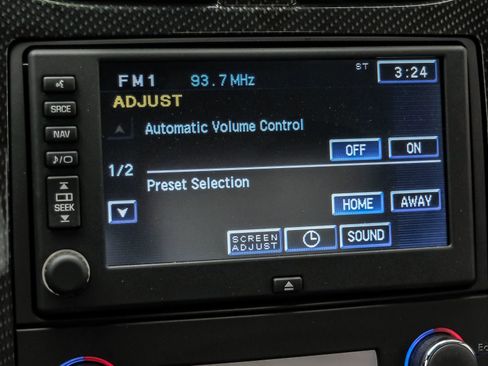 ST
3:24
FM1 93.7MHz
ADJUST
Automatic Volume Control
OFF ON
1/2
Preset Selection
HOME AWAY
SCREEN ADJUST
SOUND
SRCE
NAV
SEEK